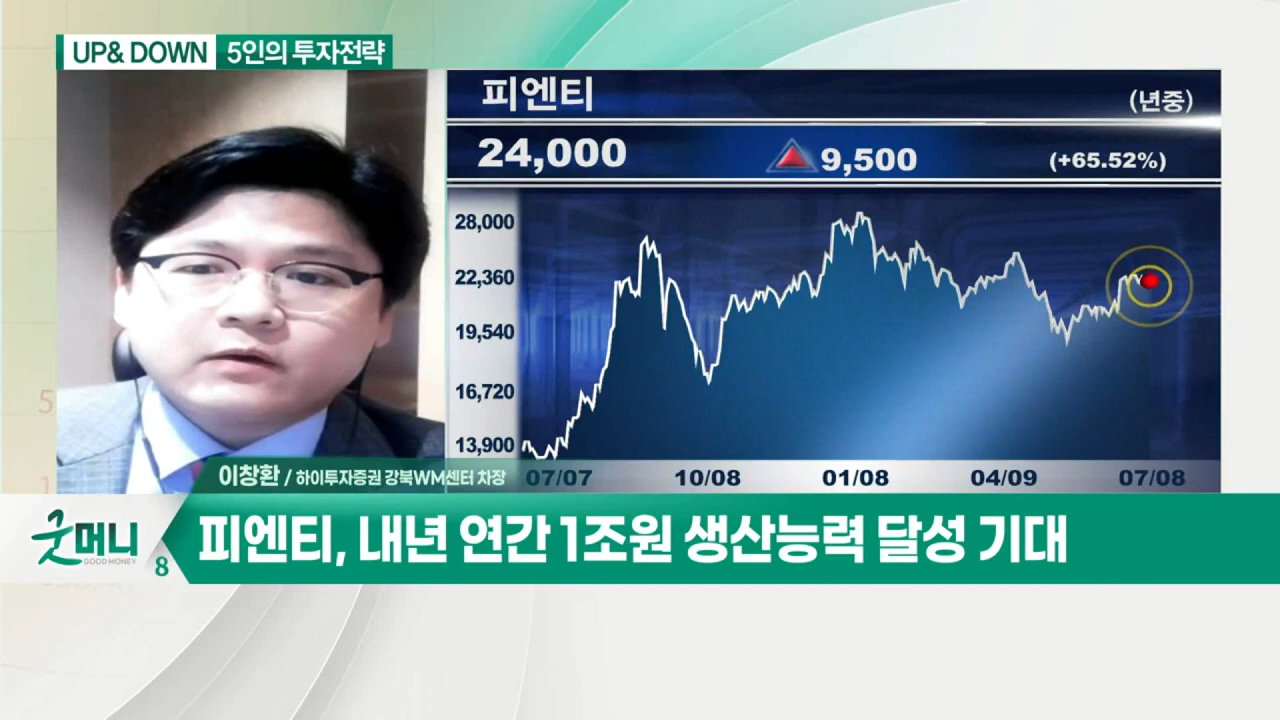 UP& DOWN 5인의 투자전략
피엔티
(년중)
24,000 ▲ 9,500 (+65.52%)
28,000
22,360
19,540
16,720
13,900
07/07 10/08 01/08 04/09 07/08
이창환 / 하이투자증권 강북WM센터 차장
굿머니
GOOD MONEY
8
피엔티, 내년 연간 1조원 생산능력 달성 기대
5
1